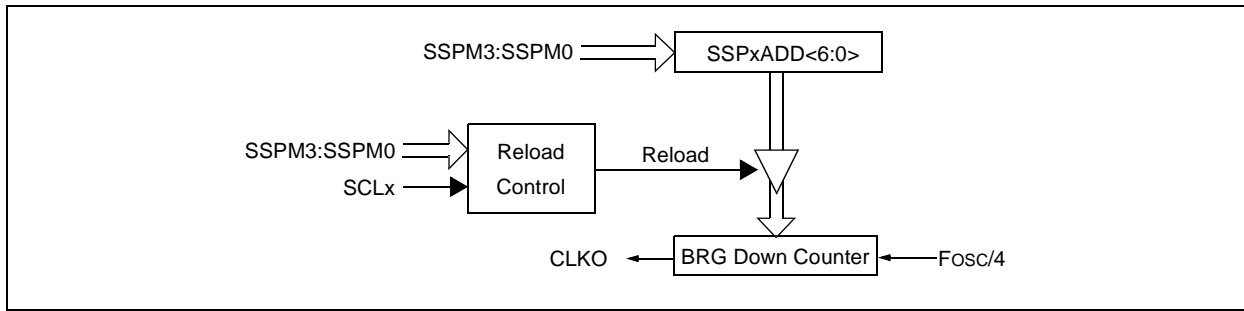 SSPM3:SSPM0
SSPxADD<6:0>
SSPM3:SSPM0
SCLx
Reload
Control
Reload
CLKO
BRG Down Counter
FOSC/4